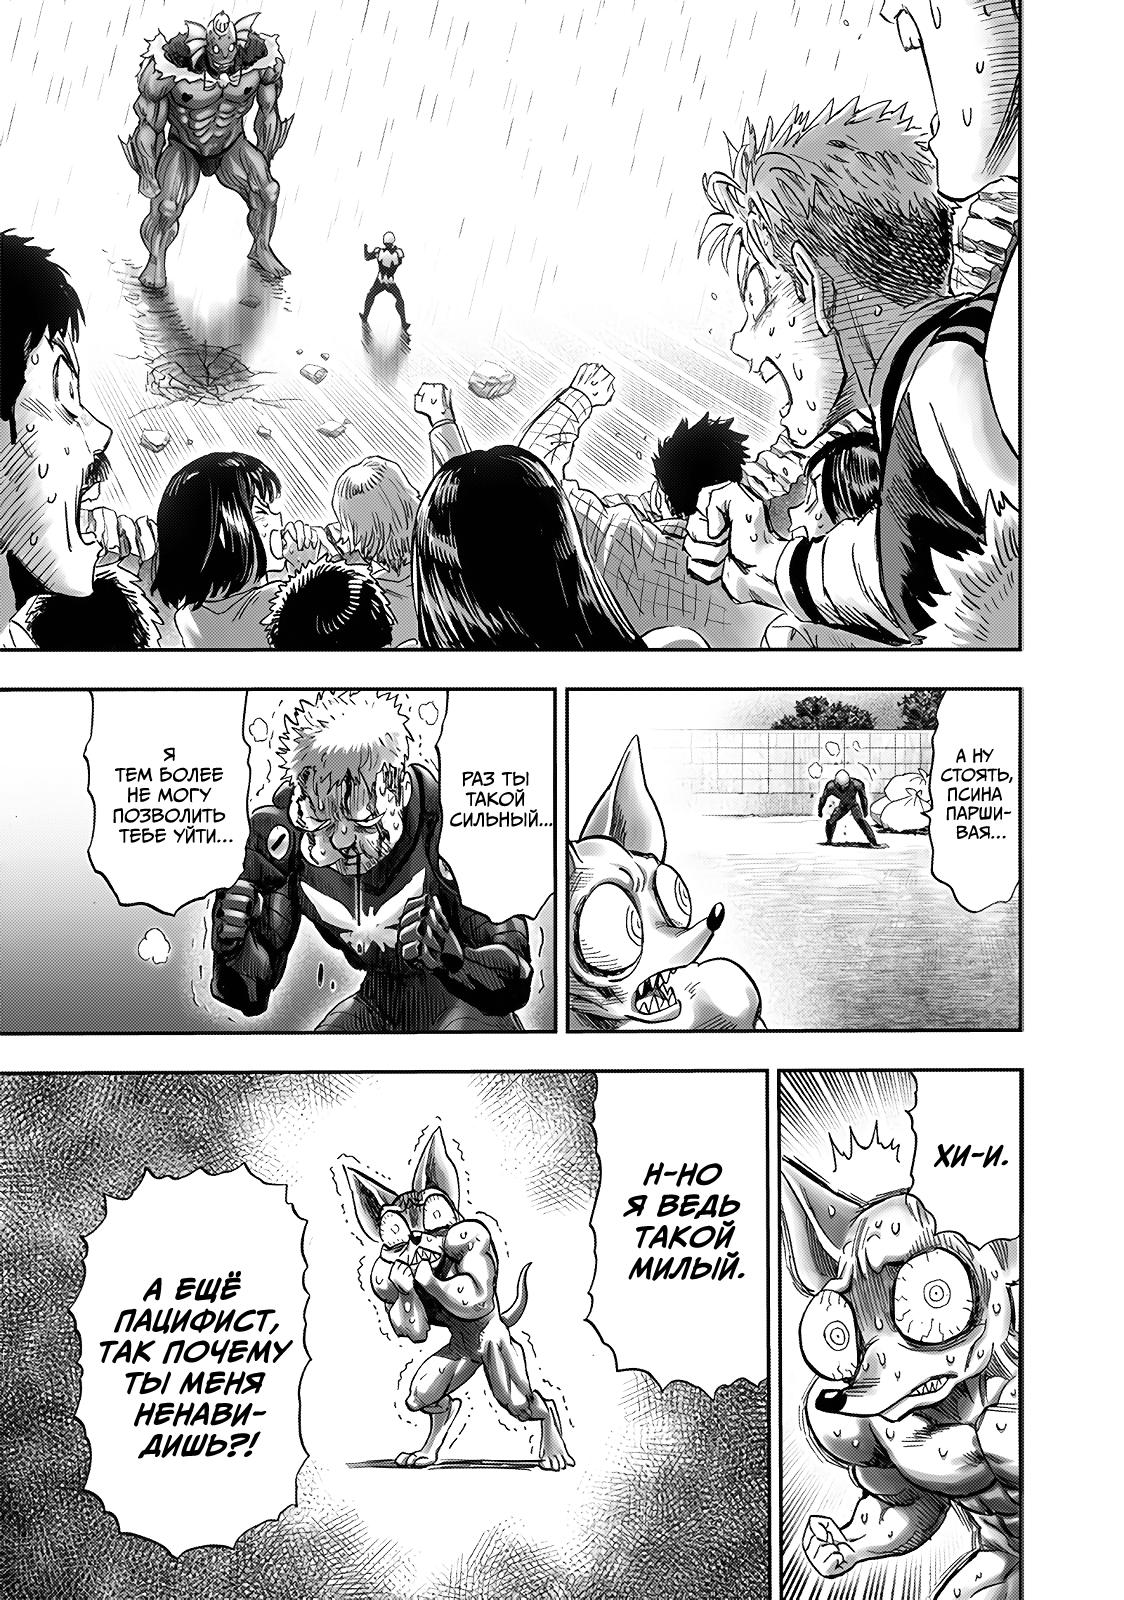 А НУ
СТОЯТЬ,
ПСИНА
ПАРШИ-
ВАЯ...
РАЗ ТЫ
ТАКОЙ
СИЛЬНЫЙ...
Я
ТЕМ БОЛЕЕ
НЕ МОГУ
ПОЗВОЛИТЬ
ТЕБЕ УЙТИ...
ХИ-И.
Н-НО
Я ВЕДЬ
ТАКОЙ
МИЛЫЙ.
А ЕЩЁ
ПАЦИФИСТ,
ТАК ПОЧЕМУ
ТЫ МЕНЯ
НЕНАВИ-
ДИШЬ?!